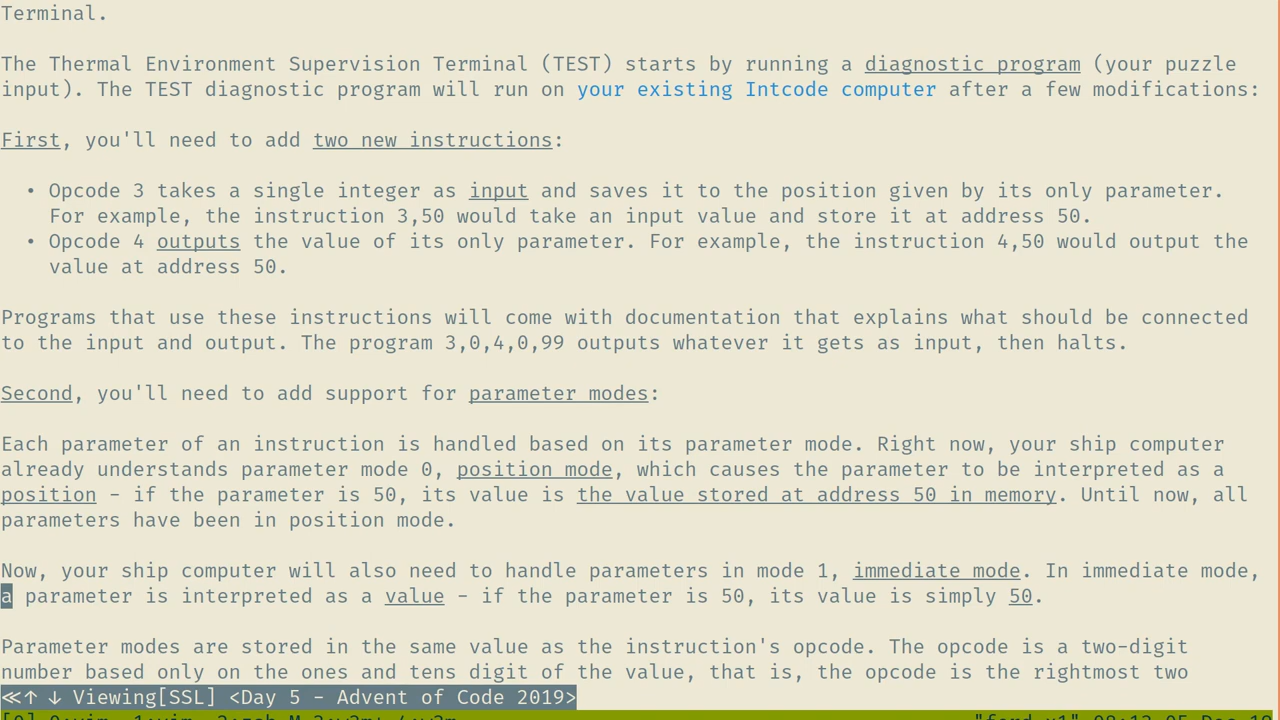 Terminal.
The Thermal Environment Supervision Terminal (TEST) starts by running a diagnostic program (your puzzle
input). The TEST diagnostic program will run on your existing Intcode computer after a few modifications:
First, you'll need to add two new instructions:
• Opcode 3 takes a single integer as input and saves it to the position given by its only parameter.
For example, the instruction 3,50 would take an input value and store it at address 50.
• Opcode 4 outputs the value of its only parameter. For example, the instruction 4,50 would output the
value at address 50.
Programs that use these instructions will come with documentation that explains what should be connected
to the input and output. The program 3,0,4,0,99 outputs whatever it gets as input, then halts.
Second, you'll need to add support for parameter modes:
Each parameter of an instruction is handled based on its parameter mode. Right now, your ship computer
already understands parameter mode 0, position mode, which causes the parameter to be interpreted as a
position - if the parameter is 50, its value is the value stored at address 50 in memory. Until now, all
parameters have been in position mode.
Now, your ship computer will also need to handle parameters in mode 1, immediate mode. In immediate mode,
a parameter is interpreted as a value - if the parameter is 50, its value is simply 50.
Parameter modes are stored in the same value as the instruction's opcode. The opcode is a two-digit
number based only on the ones and tens digit of the value, that is, the opcode is the rightmost two
≪↑ ↓ Viewing[SSL] <Day 5 - Advent of Code 2019>